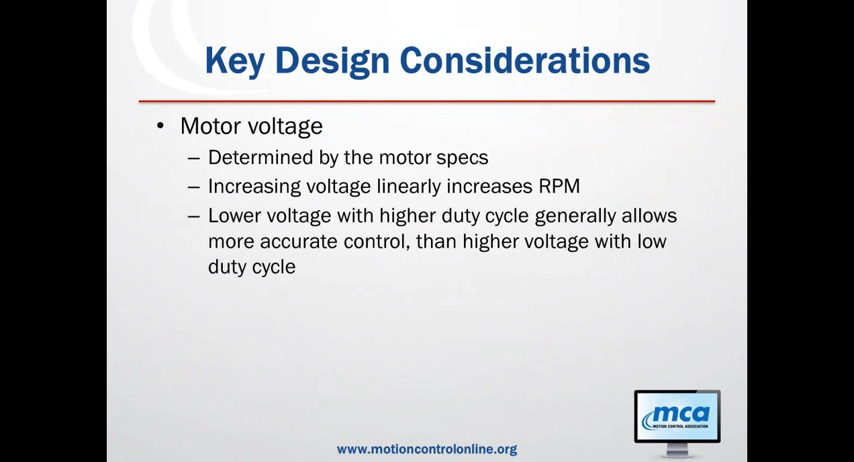 Key Design Considerations
• Motor voltage
– Determined by the motor specs
– Increasing voltage linearly increases RPM
– Lower voltage with higher duty cycle generally allows
more accurate control, than higher voltage with low
duty cycle
mca
MOTION CONTROL ASSOCIATION
www.motioncontrolonline.org